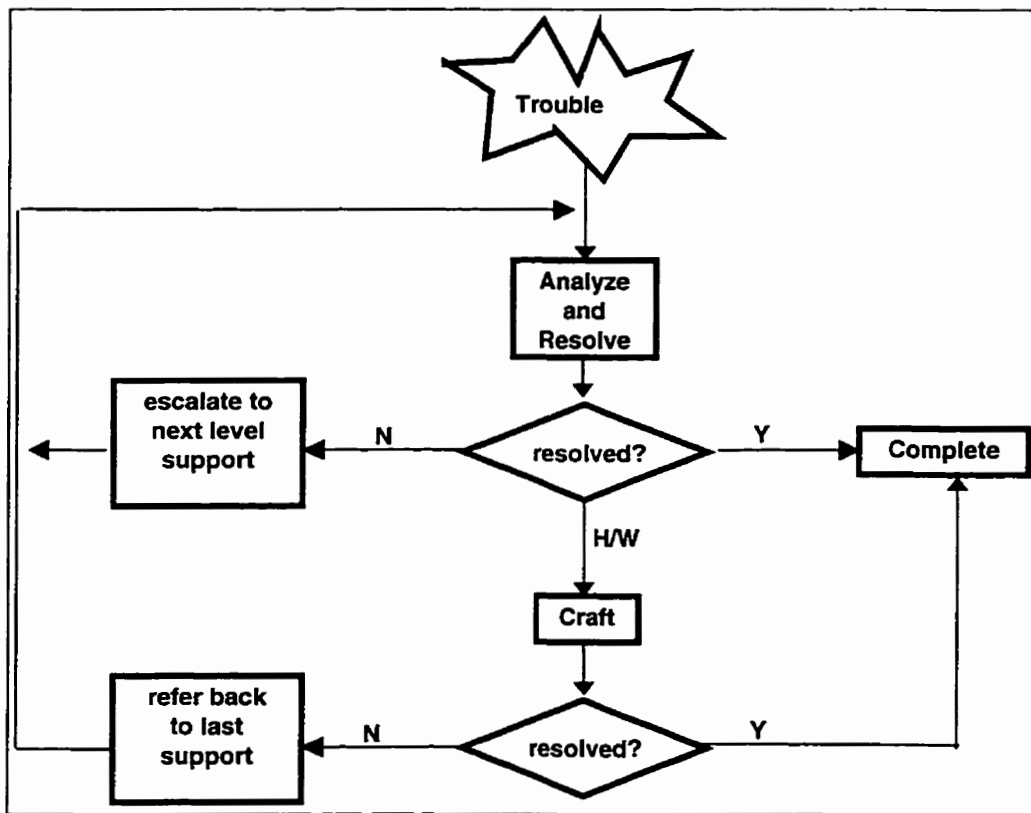 Trouble
Analyze
and
Resolve
escalate to
next level
support
N
resolved?
Y
Complete
H/W
Craft
refer back
to last
support
N
resolved?
Y